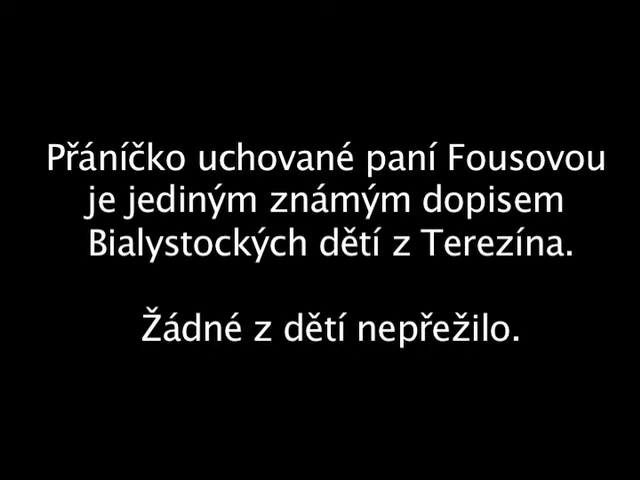 Přáníčko uchované paní Fousovou
je jediným známým dopisem
Bialystockých dětí z Terezína.
Žádné z dětí nepřežilo.